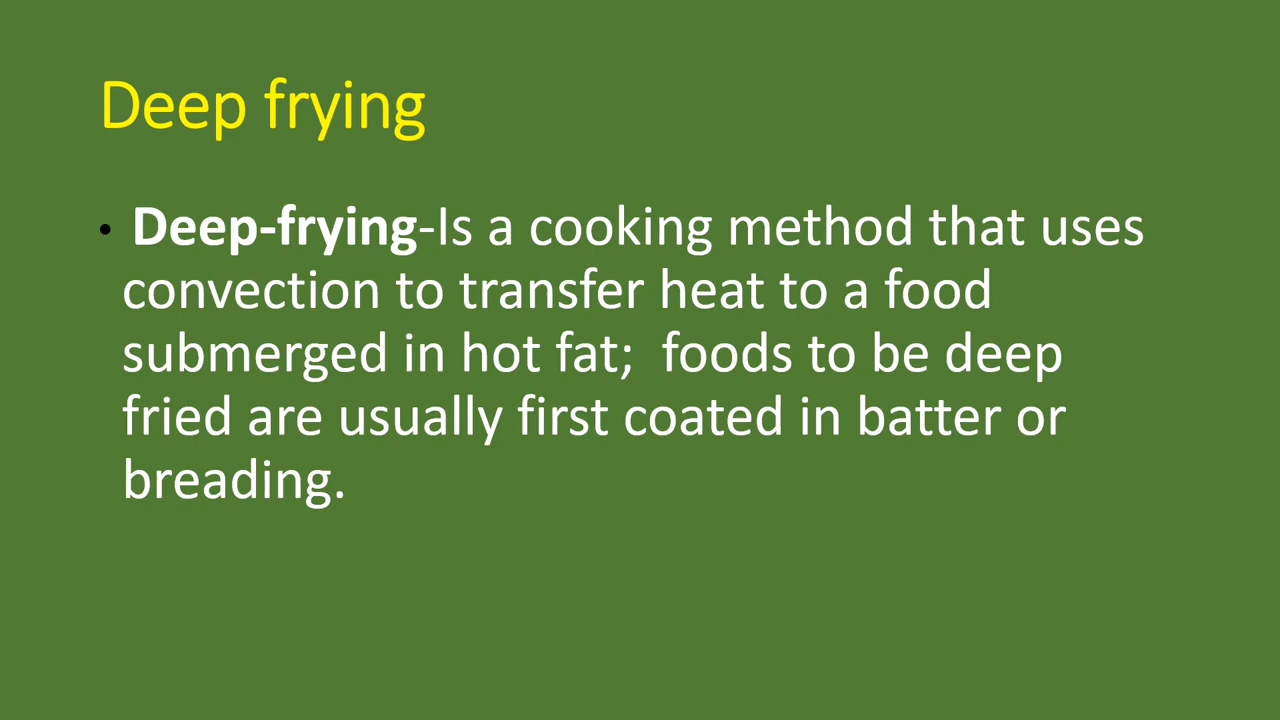 Deep frying
• Deep-frying-Is a cooking method that uses
convection to transfer heat to a food
submerged in hot fat;  foods to be deep
fried are usually first coated in batter or
breading.